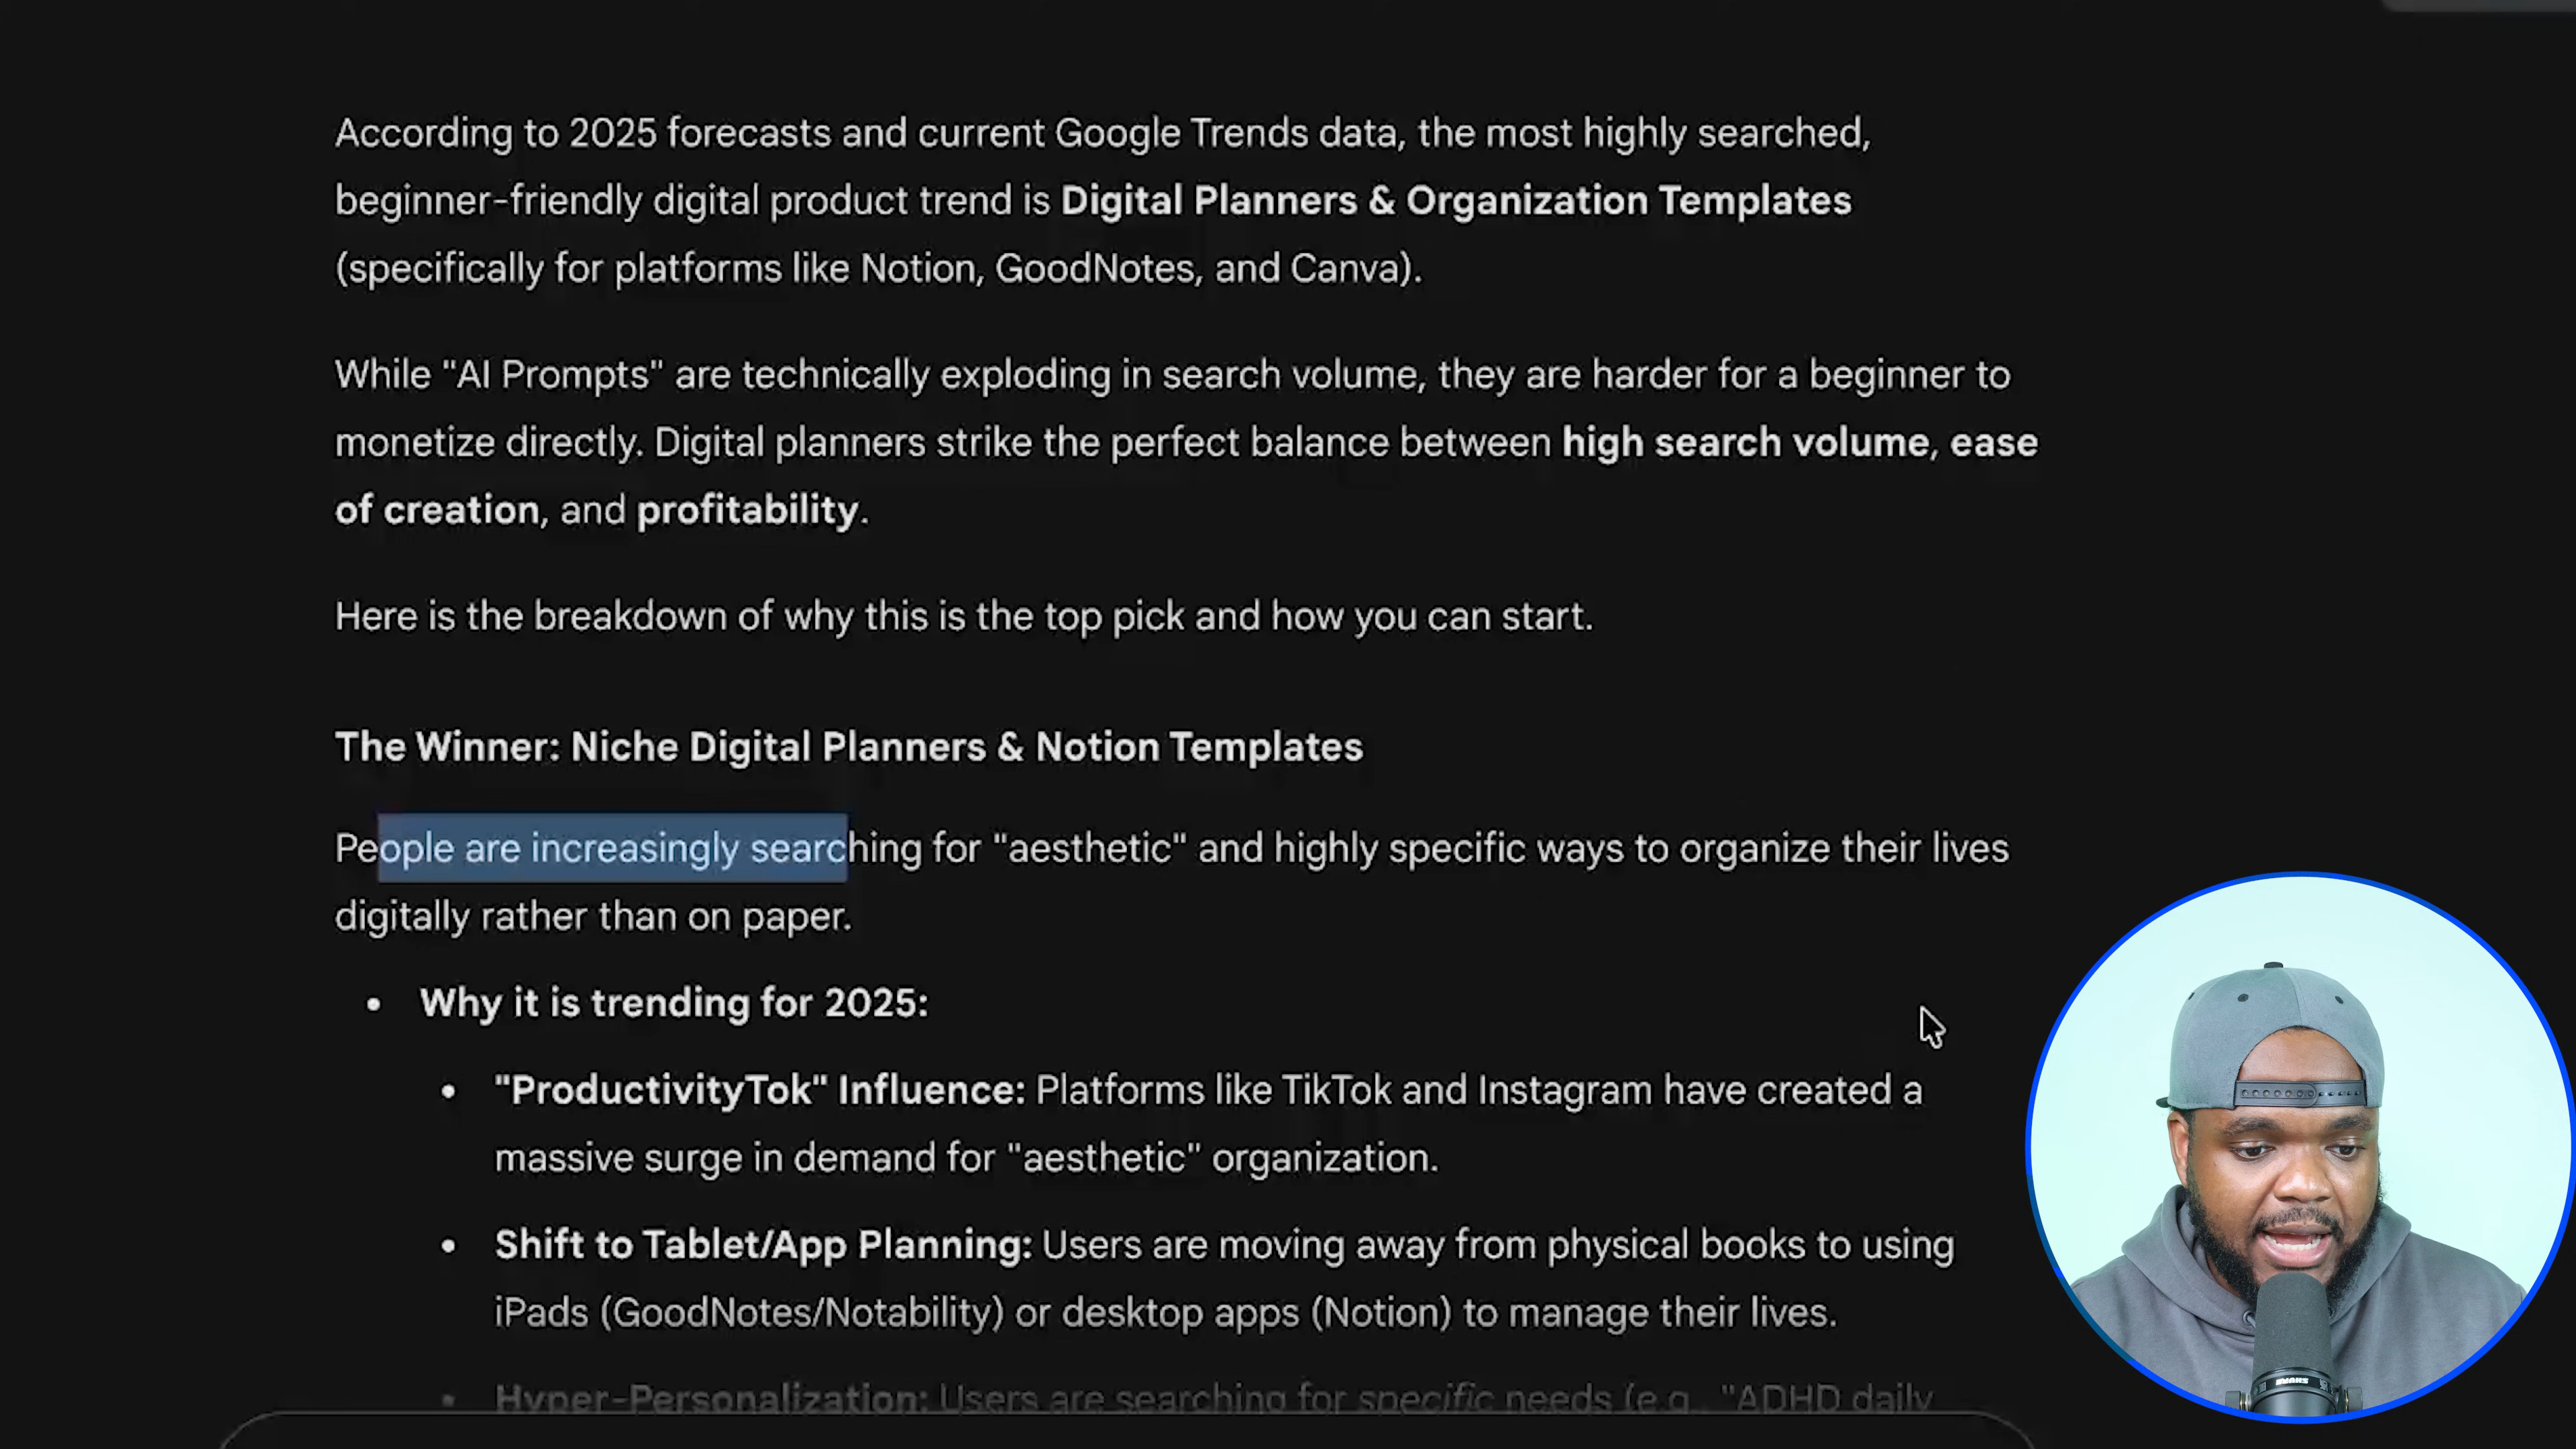 According to 2025 forecasts and current Google Trends data, the most highly searched,
beginner-friendly digital product trend is Digital Planners & Organization Templates
(specifically for platforms like Notion, GoodNotes, and Canva).
While "AI Prompts" are technically exploding in search volume, they are harder for a beginner to
monetize directly. Digital planners strike the perfect balance between high search volume, ease
of creation, and profitability.
Here is the breakdown of why this is the top pick and how you can start.
The Winner: Niche Digital Planners & Notion Templates
People are increasingly searching for "aesthetic" and highly specific ways to organize their lives
digitally rather than on paper.
• Why it is trending for 2025:
• "ProductivityTok" Influence: Platforms like TikTok and Instagram have created a
massive surge in demand for "aesthetic" organization.
• Shift to Tablet/App Planning: Users are moving away from physical books to using
iPads (GoodNotes/Notability) or desktop apps (Notion) to manage their lives.
• Hyper-Personalization: Users are searching for specific needs (e.g., "ADHD daily